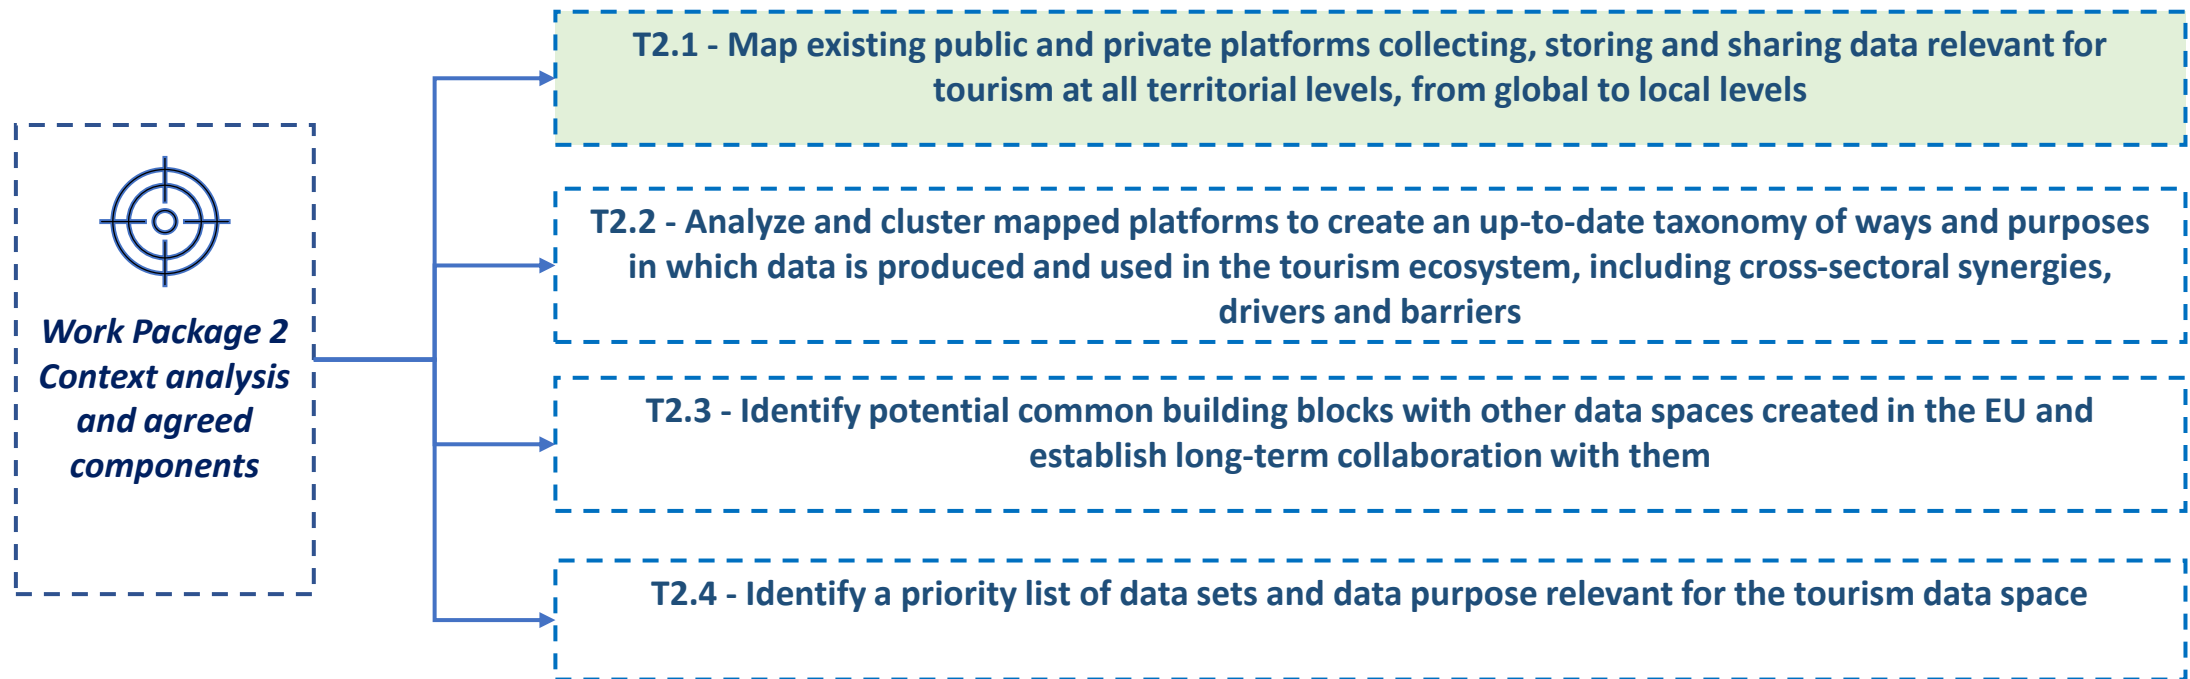 Work Package 2
Context analysis
and agreed
components
T2.1 - Map existing public and private platforms collecting, storing and sharing data relevant for
tourism at all territorial levels, from global to local levels
T2.2 - Analyze and cluster mapped platforms to create an up-to-date taxonomy of ways and purposes
in which data is produced and used in the tourism ecosystem, including cross-sectoral synergies,
drivers and barriers
T2.3 - Identify potential common building blocks with other data spaces created in the EU and
establish long-term collaboration with them
T2.4 - Identify a priority list of data sets and data purpose relevant for the tourism data space